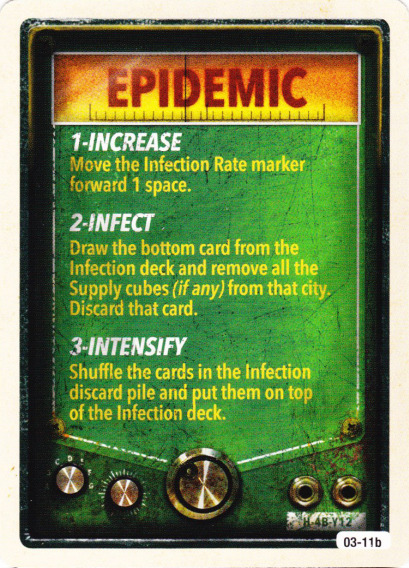 EPIDEMIC
1-INCREASE
Move the Infection Rate marker
forward 1 space.
2-INFECT
Draw the bottom card from the
Infection deck and remove all the
Supply cubes (if any) from that city.
Discard that card.
3-INTENSIFY
Shuffle the cards in the Infection
discard pile and put them on top
of the Infection deck.
H-4B-Y12
03-11b